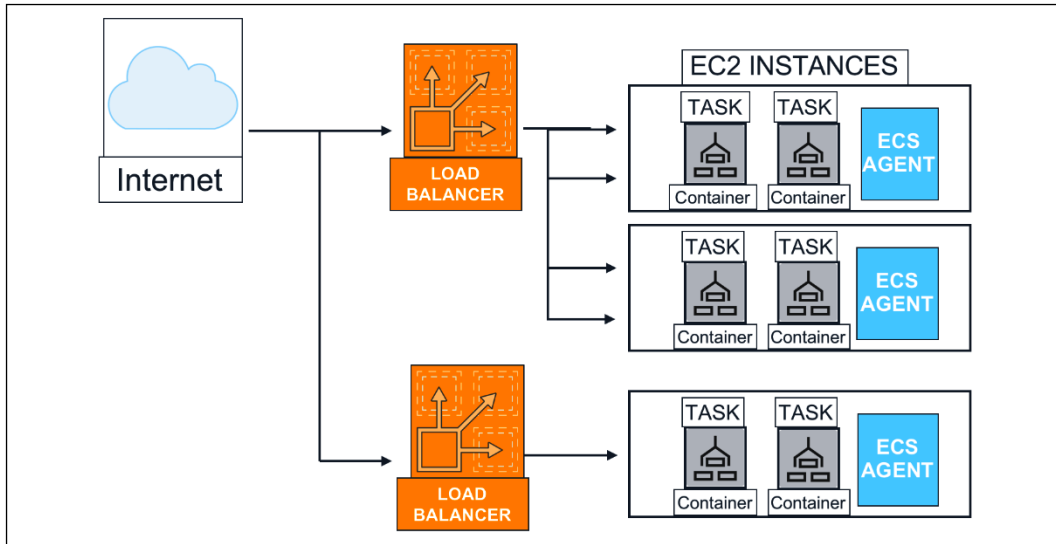 Internet
LOAD
BALANCER
EC2 INSTANCES
TASK
TASK
ECS
AGENT
Container
Container
TASK
TASK
ECS
AGENT
Container
Container
LOAD
BALANCER
TASK
TASK
ECS
AGENT
Container
Container